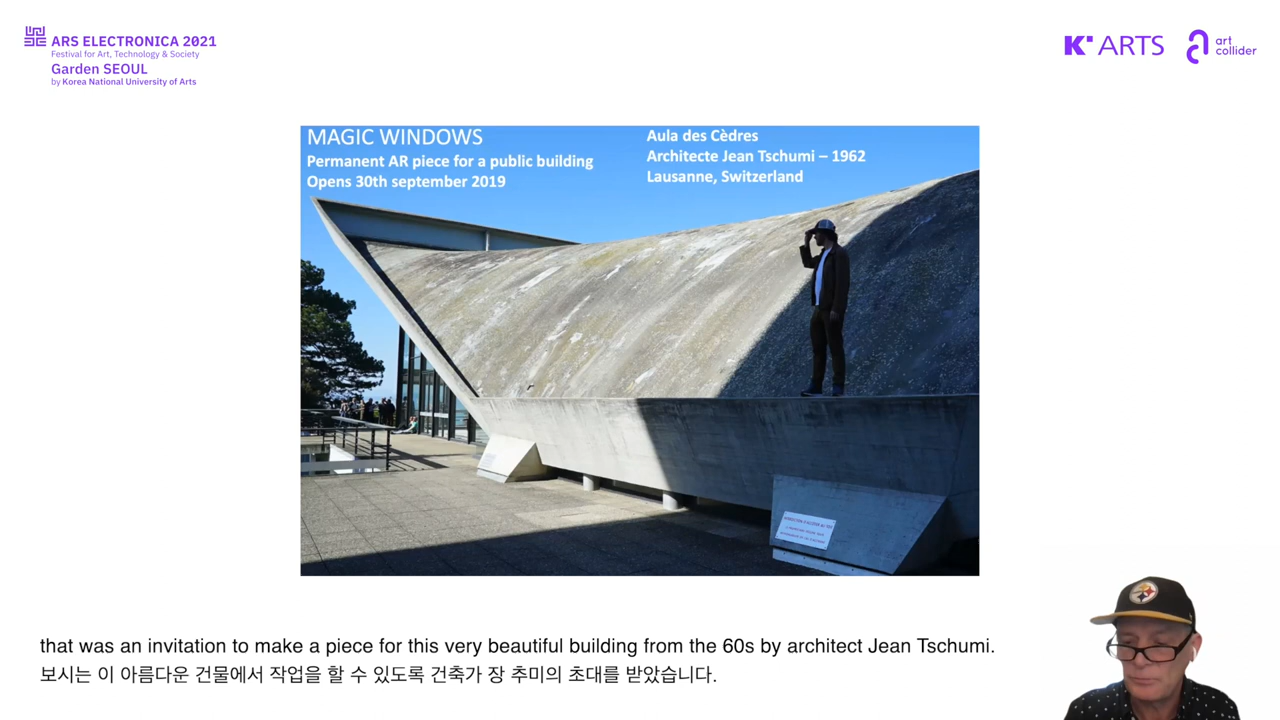 ARS ELECTRONICA 2021
Festival for Art, Technology & Society
Garden SEOUL
by Korea National University of Arts
K'ARTS
art
collider
MAGIC WINDOWS
Permanent AR piece for a public building
Opens 30th september 2019
Aula des Cèdres
Architecte Jean Tschumi – 1962
Lausanne, Switzerland
that was an invitation to make a piece for this very beautiful building from the 60s by architect Jean Tschumi.
보시는 이 아름다운 건물에서 작업을 할 수 있도록 건축가 장 추미의 초대를 받았습니다.